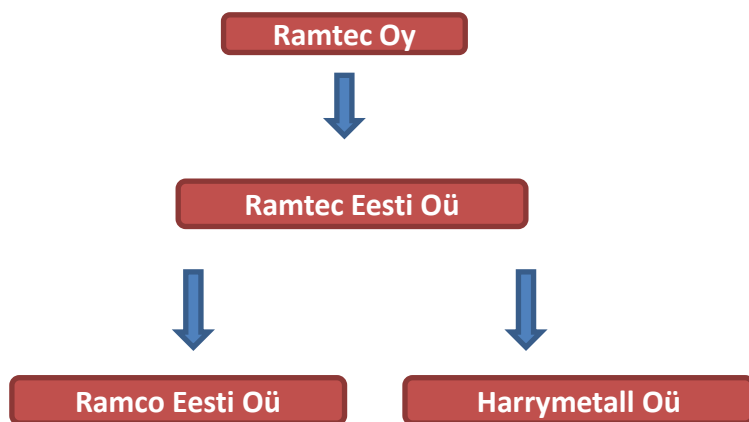 Ramtec Oy
Ramtec Eesti Oü
Ramco Eesti Oü
Harrymetall Oü